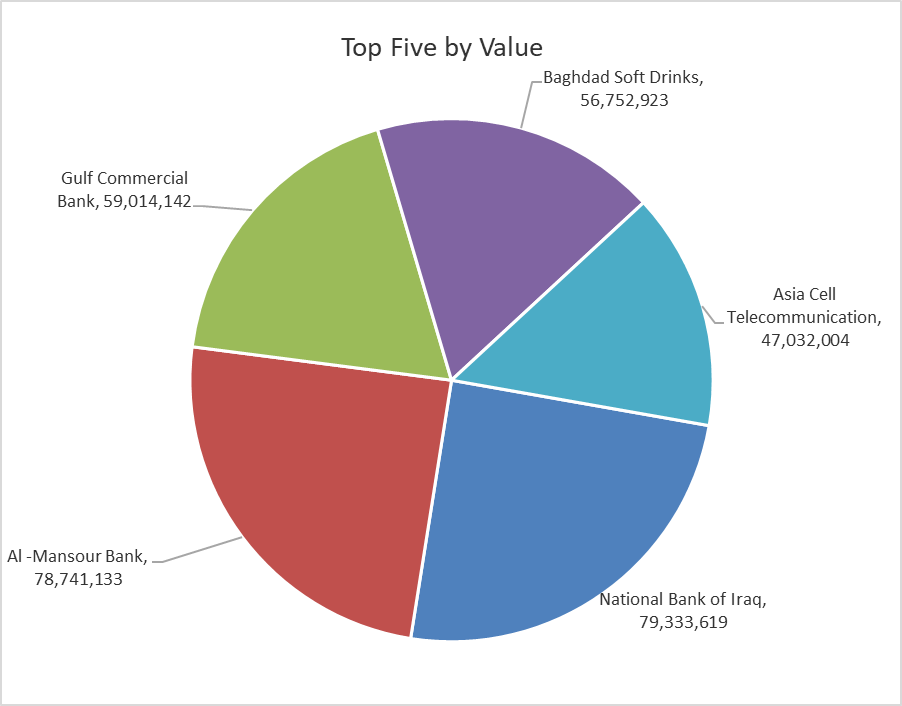 Top Five by Value
Baghdad Soft Drinks,
56,752,923
Gulf Commercial
Bank, 59,014,142
Asia Cell
Telecommunication,
47,032,004
Al -Mansour Bank,
78,741,133
National Bank of Iraq,
79,333,619